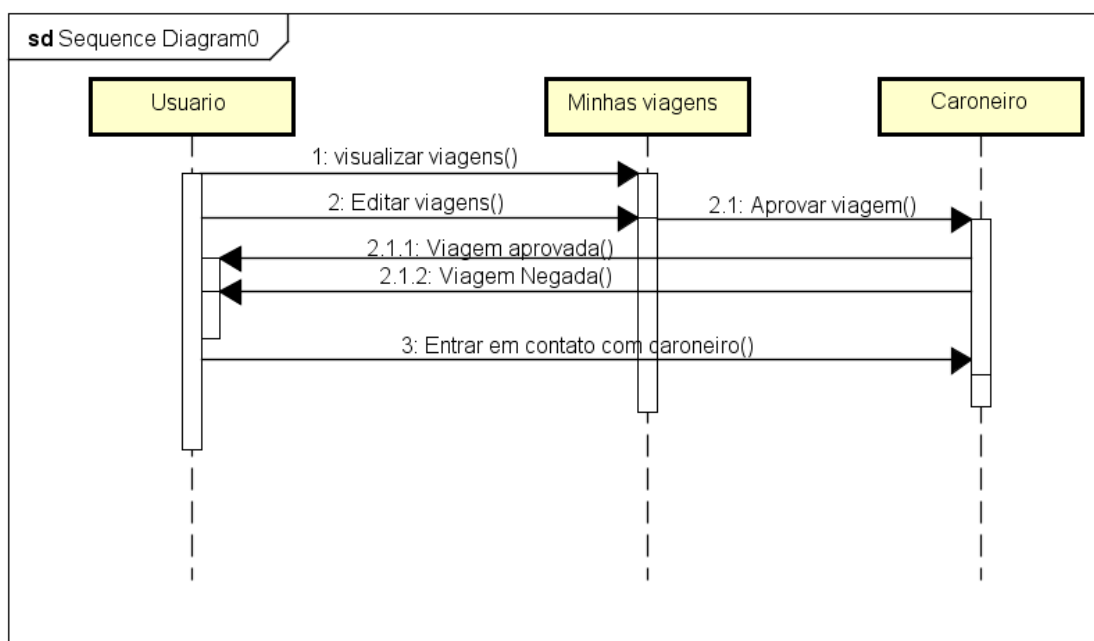 sd Sequence Diagram0
Usuario
Minhas viagens
Caroneiro
1: visualizar viagens()
2: Editar viagens()
2.1: Aprovar viagem()
2.1.1: Viagem aprovada()
2.1.2: Viagem Negada()
3: Entrar em contato com caroneiro()